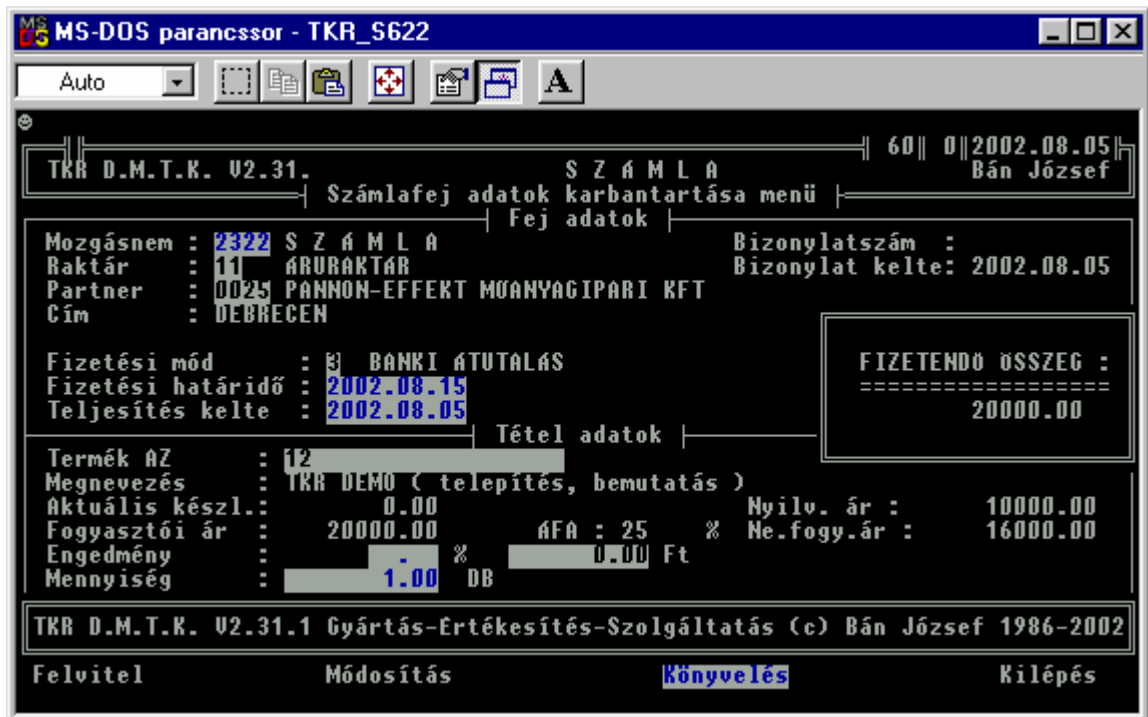 MS-DOS parancssor - TKR_S622
Auto A
60 0 2002.08.05
TKR D.M.T.K. V2.31. S Z Á M L A Bán József
Számlafej adatok karbantartása menü
Fej adatok
Mozgásnem : 2322 S Z Á M L A Bizonylatszám :
Raktár : 11 ÁRURAKTÁR Bizonylat kelte: 2002.08.05
Partner : 0025 PANNON-EFFEKT MŰANYAGIPARI KFT
Cím : DEBRECEN
Fizetési mód : 3 BANKI ÁTUTALÁS FIZETENDŐ ÖSSZEG :
Fizetési határidő : 2002.08.15 ==================
Teljesítés kelte : 2002.08.05 20000.00
Tétel adatok
Termék AZ : 12
Megnevezés : TKR DEMO ( telepítés, bemutatás )
Aktuális készl.: 0.00 Nyilv. ár : 10000.00
Fogyasztói ár : 20000.00 ÁFA : 25 % Ne.fogy.ár : 16000.00
Engedmény : . % 0.00 Ft
Mennyiség : 1.00 DB
TKR D.M.T.K. V2.31.1 Gyártás-Értékesítés-Szolgáltatás (c) Bán József 1986-2002
Felvitel Módosítás Könyvelés Kilépés